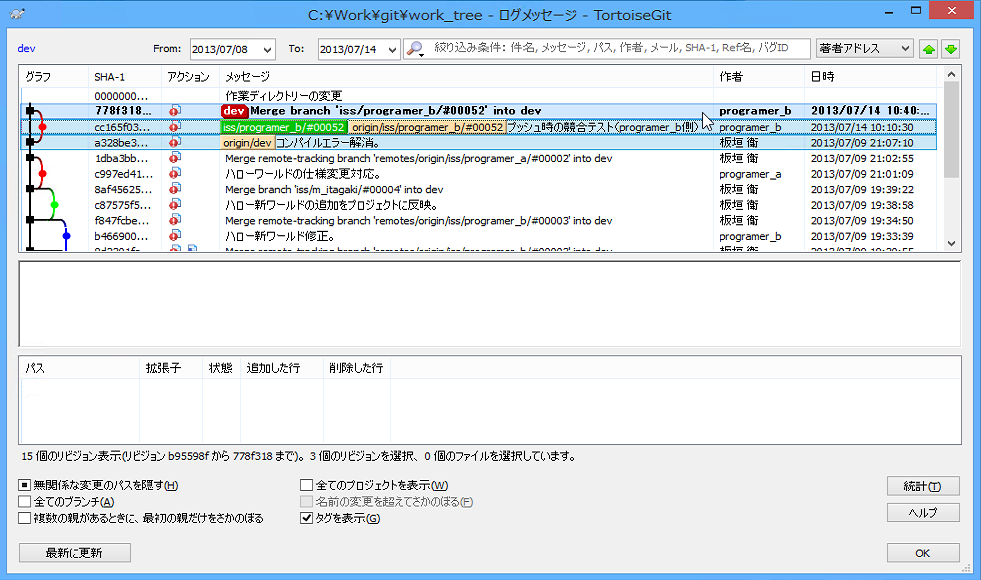 C:¥Work¥git¥work_tree - ログメッセージ - TortoiseGit
dev From: 2013/07/08 To: 2013/07/14 絞り込み条件: 件名, メッセージ, パス, 作者, メール, SHA-1, Ref名, バグID 著者アドレス
グラフ SHA-1 アクション メッセージ 作者 日時
0000000... 作業ディレクトリーの変更
778f318... dev Merge branch 'iss/programer_b/#00052' into dev programer_b 2013/07/14 10:40:...
cc165f03... iss/programer_b/#00052 origin/iss/programer_b/#00052 プッシュ時の競合テスト(programer_b側) programer_b 2013/07/14 10:10:30
a328be3... origin/dev コンパイルエラー解消。 板垣 衛 2013/07/09 21:07:10
1dba3bb... Merge remote-tracking branch 'remotes/origin/iss/programer_a/#00002' into dev 板垣 衛 2013/07/09 21:02:55
c997ed41... ハローワールドの仕様変更対応。 programer_a 2013/07/09 21:01:09
8af45625... Merge branch 'iss/m_itagaki/#00004' into dev 板垣 衛 2013/07/09 19:39:22
c87575f5... ハロー新ワールドの追加をプロジェクトに反映。 板垣 衛 2013/07/09 19:38:58
f847fcbe... Merge remote-tracking branch 'remotes/origin/iss/programer_b/#00003' into dev 板垣 衛 2013/07/09 19:34:50
b466900... ハロー新ワールド修正。 programer_b 2013/07/09 19:33:39
パス 拡張子 状態 追加した行 削除した行
15 個のリビジョン表示(リビジョン b95598f から 778f318 まで)。3 個のリビジョンを選択、0 個のファイルを選択しています。
無関係な変更のパスを隠す(H) 全てのプロジェクトを表示(W) 統計(T)
全てのブランチ(A) 名前の変更を超えてさかのぼる(F)
複数の親があるときに、最初の親だけをさかのぼる タグを表示(G) ヘルプ
最新に更新 OK